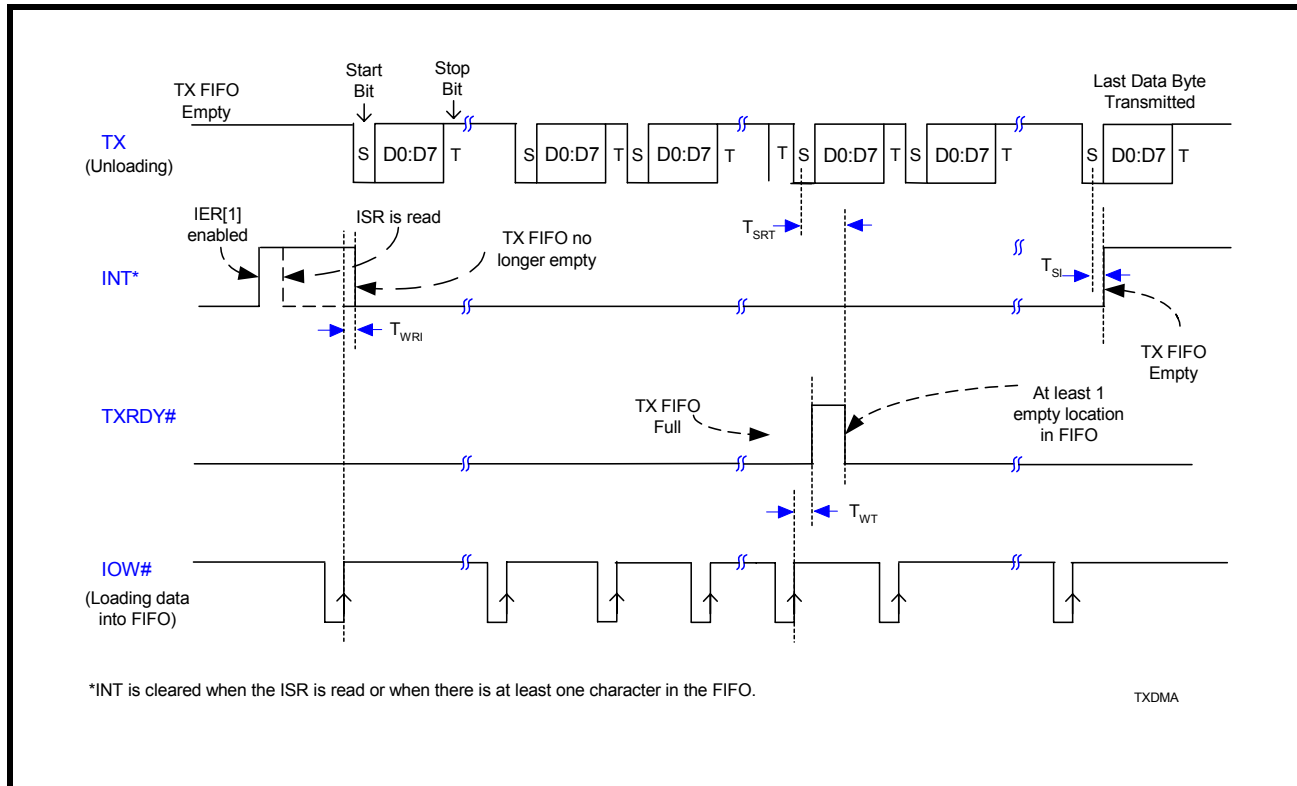 TX FIFO
Empty
Start
Bit
Stop
Bit
Last Data Byte
Transmitted
TX
(Unloading)
S
D0:D7
T
S
D0:D7
T
S
D0:D7
T
T
S
D0:D7
T
S
D0:D7
T
S
D0:D7
T
IER[1]
enabled
ISR is read
TSRT
INT*
TX FIFO no
longer empty
TSI
TWRI
TX FIFO
Empty
TXRDY#
TX FIFO
Full
At least 1
empty location
in FIFO
TWT
IOW#
(Loading data
into FIFO)
*INT is cleared when the ISR is read or when there is at least one character in the FIFO.
TXDMA